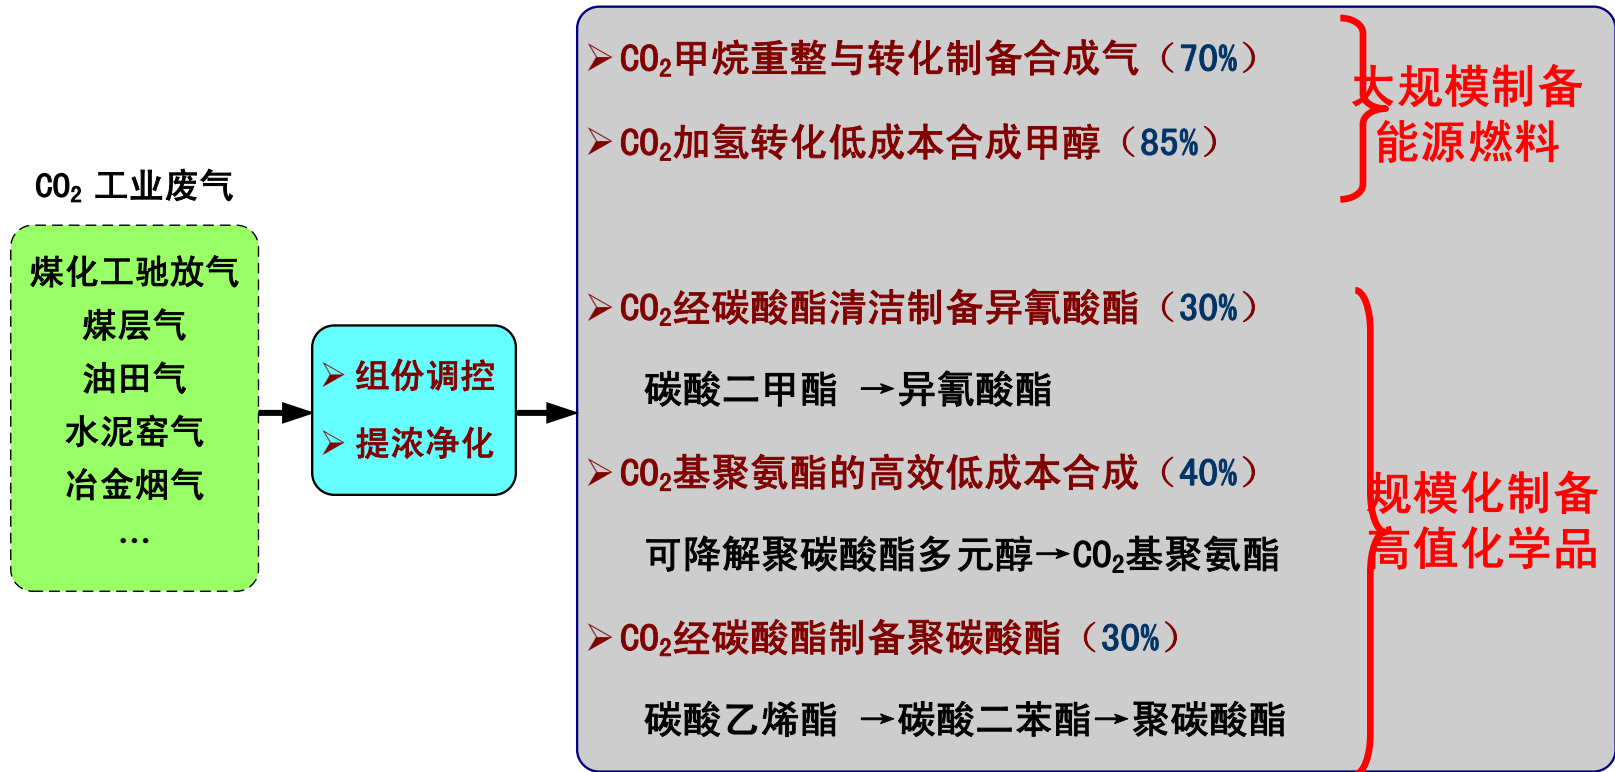 CO₂ 工业废气
煤化工驰放气
煤层气
油田气
水泥窑气
冶金烟气
…
➢ 组份调控
➢ 提浓净化
➢ CO₂甲烷重整与转化制备合成气（70%）
➢ CO₂加氢转化低成本合成甲醇（85%）
大规模制备
能源燃料
➢ CO₂经碳酸酯清洁制备异氰酸酯（30%）
碳酸二甲酯 →异氰酸酯
➢ CO₂基聚氨酯的高效低成本合成（40%）
可降解聚碳酸酯多元醇→CO₂基聚氨酯
➢ CO₂经碳酸酯制备聚碳酸酯（30%）
碳酸乙烯酯 →碳酸二苯酯→聚碳酸酯
规模化制备
高值化学品